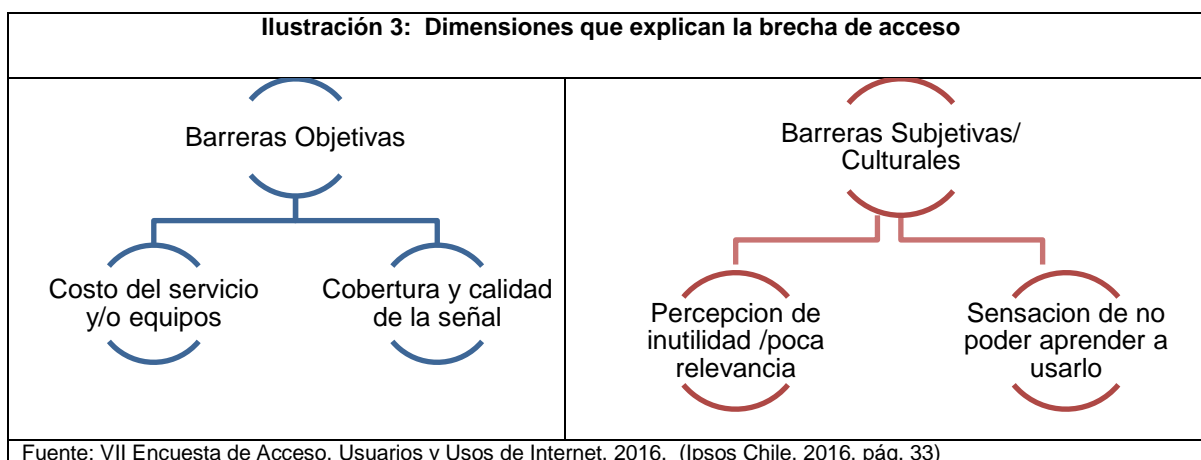 Ilustración 3: Dimensiones que explican la brecha de acceso
Barreras Objetivas
Costo del servicio
y/o equipos
Cobertura y calidad
de la señal
Barreras Subjetivas/
Culturales
Percepcion de
inutilidad /poca
relevancia
Sensacion de no
poder aprender a
usarlo
Fuente: VII Encuesta de Acceso, Usuarios y Usos de Internet, 2016. (Ipsos Chile, 2016, pág. 33)